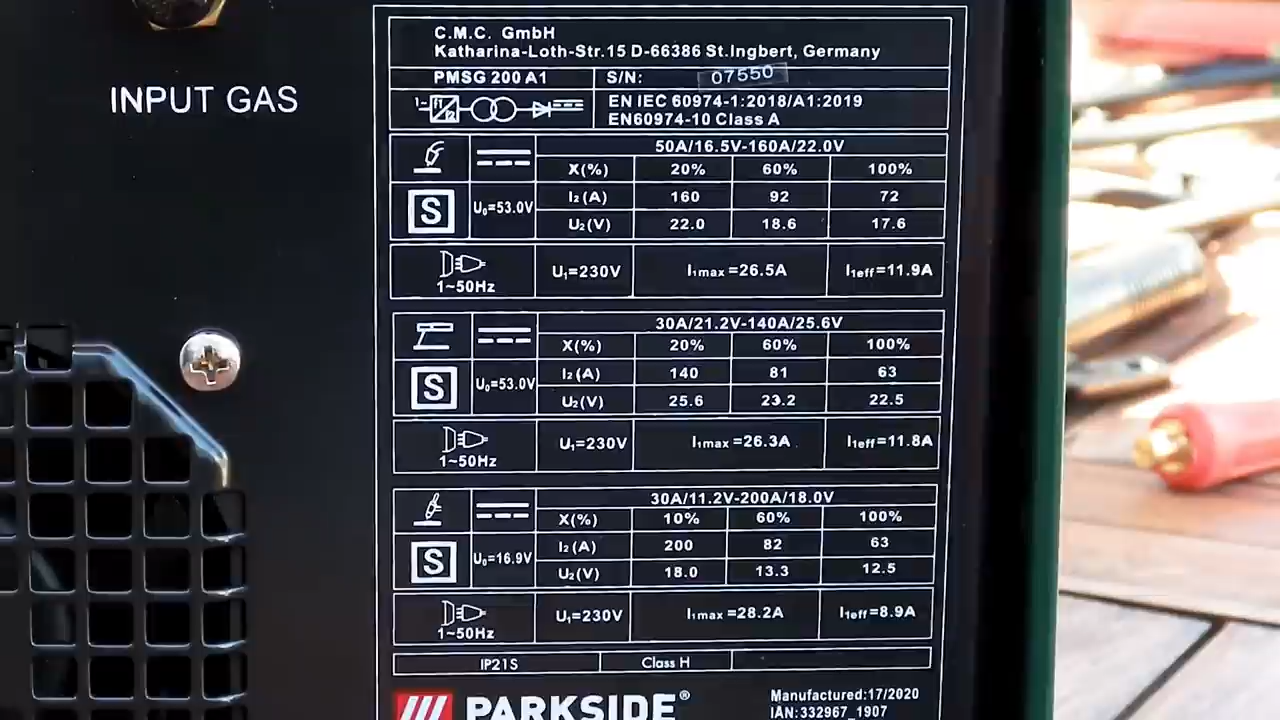 INPUT GAS
C.M.C. GmbH
Katharina-Loth-Str.15 D-66386 St.Ingbert, Germany
PMSG 200 A1 S/N: 07550
1~ f1 f2
EN IEC 60974-1:2018/A1:2019
EN60974-10 Class A
50A/16.5V-160A/22.0V
X(%) 20% 60% 100%
S U₀=53.0V I₂(A) 160 92 72
U₂(V) 22.0 18.6 17.6
1~50Hz U₁=230V I₁max=26.5A I₁eff=11.9A
30A/21.2V-140A/25.6V
X(%) 20% 60% 100%
S U₀=53.0V I₂(A) 140 81 63
U₂(V) 25.6 23.2 22.5
1~50Hz U₁=230V I₁max=26.3A I₁eff=11.8A
30A/11.2V-200A/18.0V
X(%) 10% 60% 100%
S U₀=16.9V I₂(A) 200 82 63
U₂(V) 18.0 13.3 12.5
1~50Hz U₁=230V I₁max=28.2A I₁eff=8.9A
IP21S Class H
PARKSIDE®
Manufactured:17/2020
IAN:332967_1907